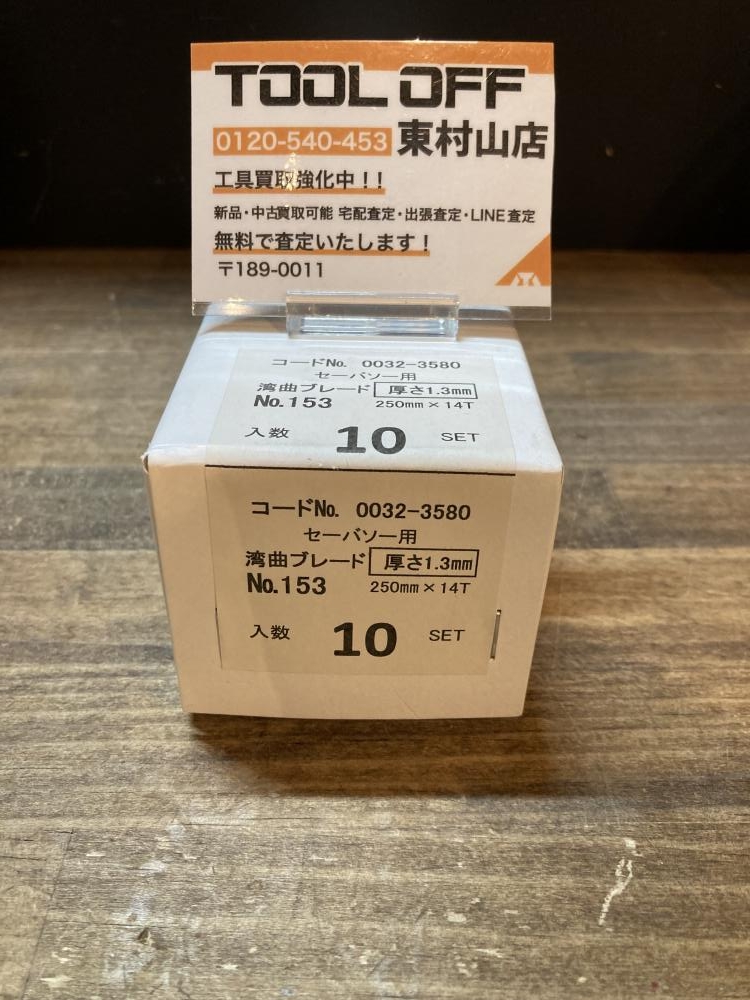 TOOL OFF
0120-540-453 東村山店
工具買取強化中！！
新品・中古買取可能 宅配査定・出張査定・LINE査定
無料で査定いたします！
〒189-0011
コードNo. 0032-3580
セーバソー用
湾曲ブレード 厚さ1.3mm
No.153 250mm×14T
入数 10 SET
コードNo. 0032-3580
セーバソー用
湾曲ブレード 厚さ1.3mm
No.153 250mm×14T
入数 10 SET